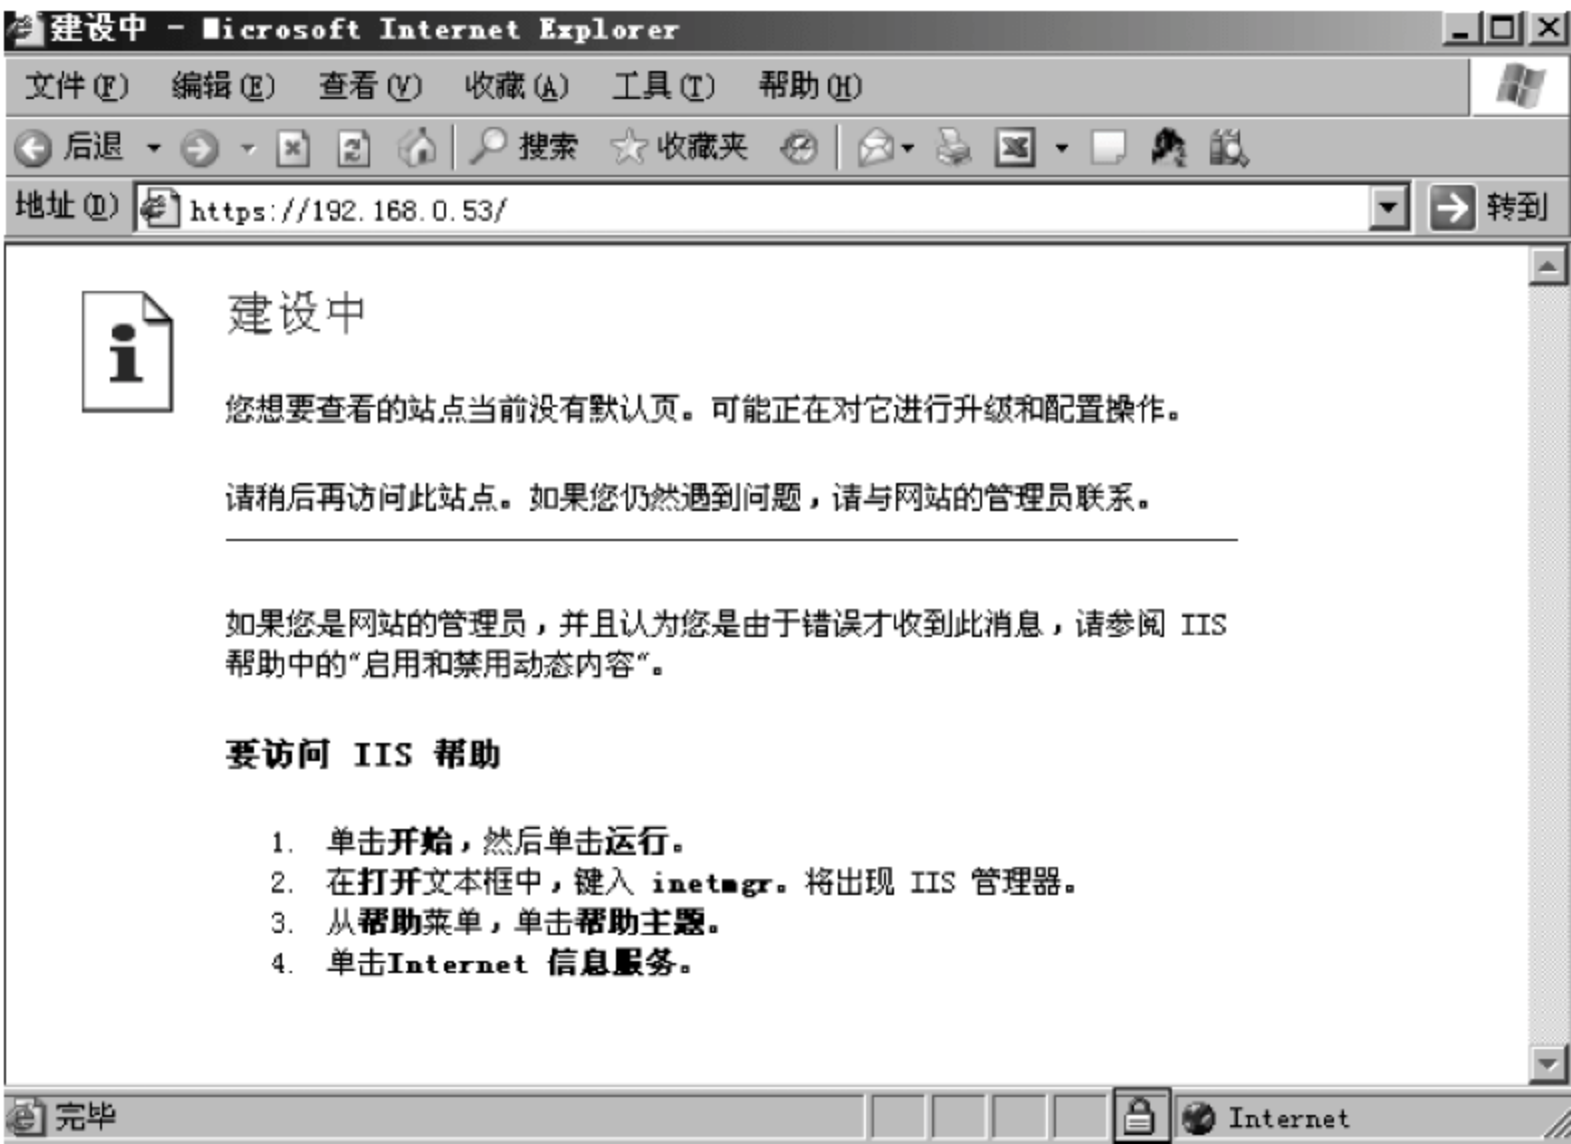 建设中 - Microsoft Internet Explorer
文件(F) 编辑(E) 查看(V) 收藏(A) 工具(T) 帮助(H)
后退 搜索 收藏夹
地址(D) https://192.168.0.53/ 转到
建设中
您想要查看的站点当前没有默认页。可能正在对它进行升级和配置操作。
请稍后再访问此站点。如果您仍然遇到问题，请与网站的管理员联系。
如果您是网站的管理员，并且认为您是由于错误才收到此消息，请参阅 IIS
帮助中的“启用和禁用动态内容”。
要访问 IIS 帮助
1. 单击开始，然后单击运行。
2. 在打开文本框中，键入 inetmgr。将出现 IIS 管理器。
3. 从帮助菜单，单击帮助主题。
4. 单击Internet 信息服务。
完毕 Internet